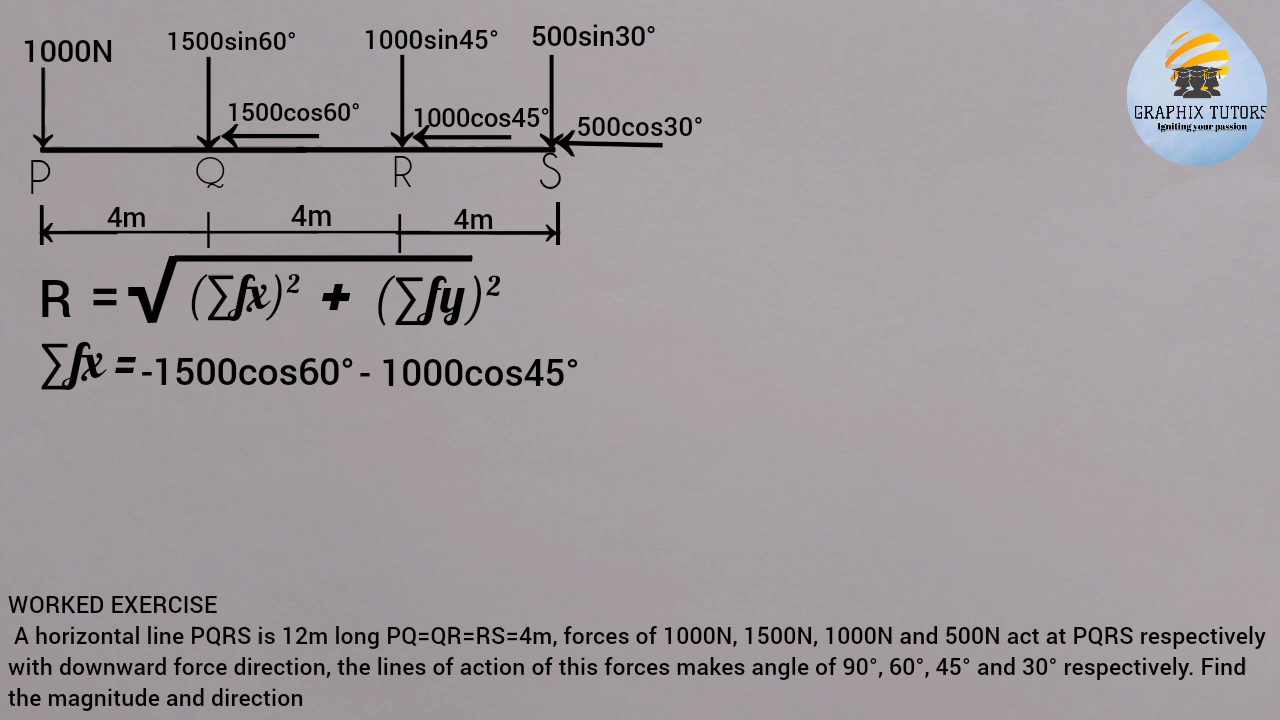 1000N
1500sin60°
1000sin45°
500sin30°
1500cos60°
1000cos45°
500cos30°
P
Q
R
S
4m
4m
4m
R = √(∑fx)² + (∑fy)²
∑fx = -1500cos60° - 1000cos45°
GRAPHIX TUTORS
Igniting your passion
WORKED EXERCISE
A horizontal line PQRS is 12m long PQ=QR=RS=4m, forces of 1000N, 1500N, 1000N and 500N act at PQRS respectively
with downward force direction, the lines of action of this forces makes angle of 90°, 60°, 45° and 30° respectively. Find
the magnitude and direction